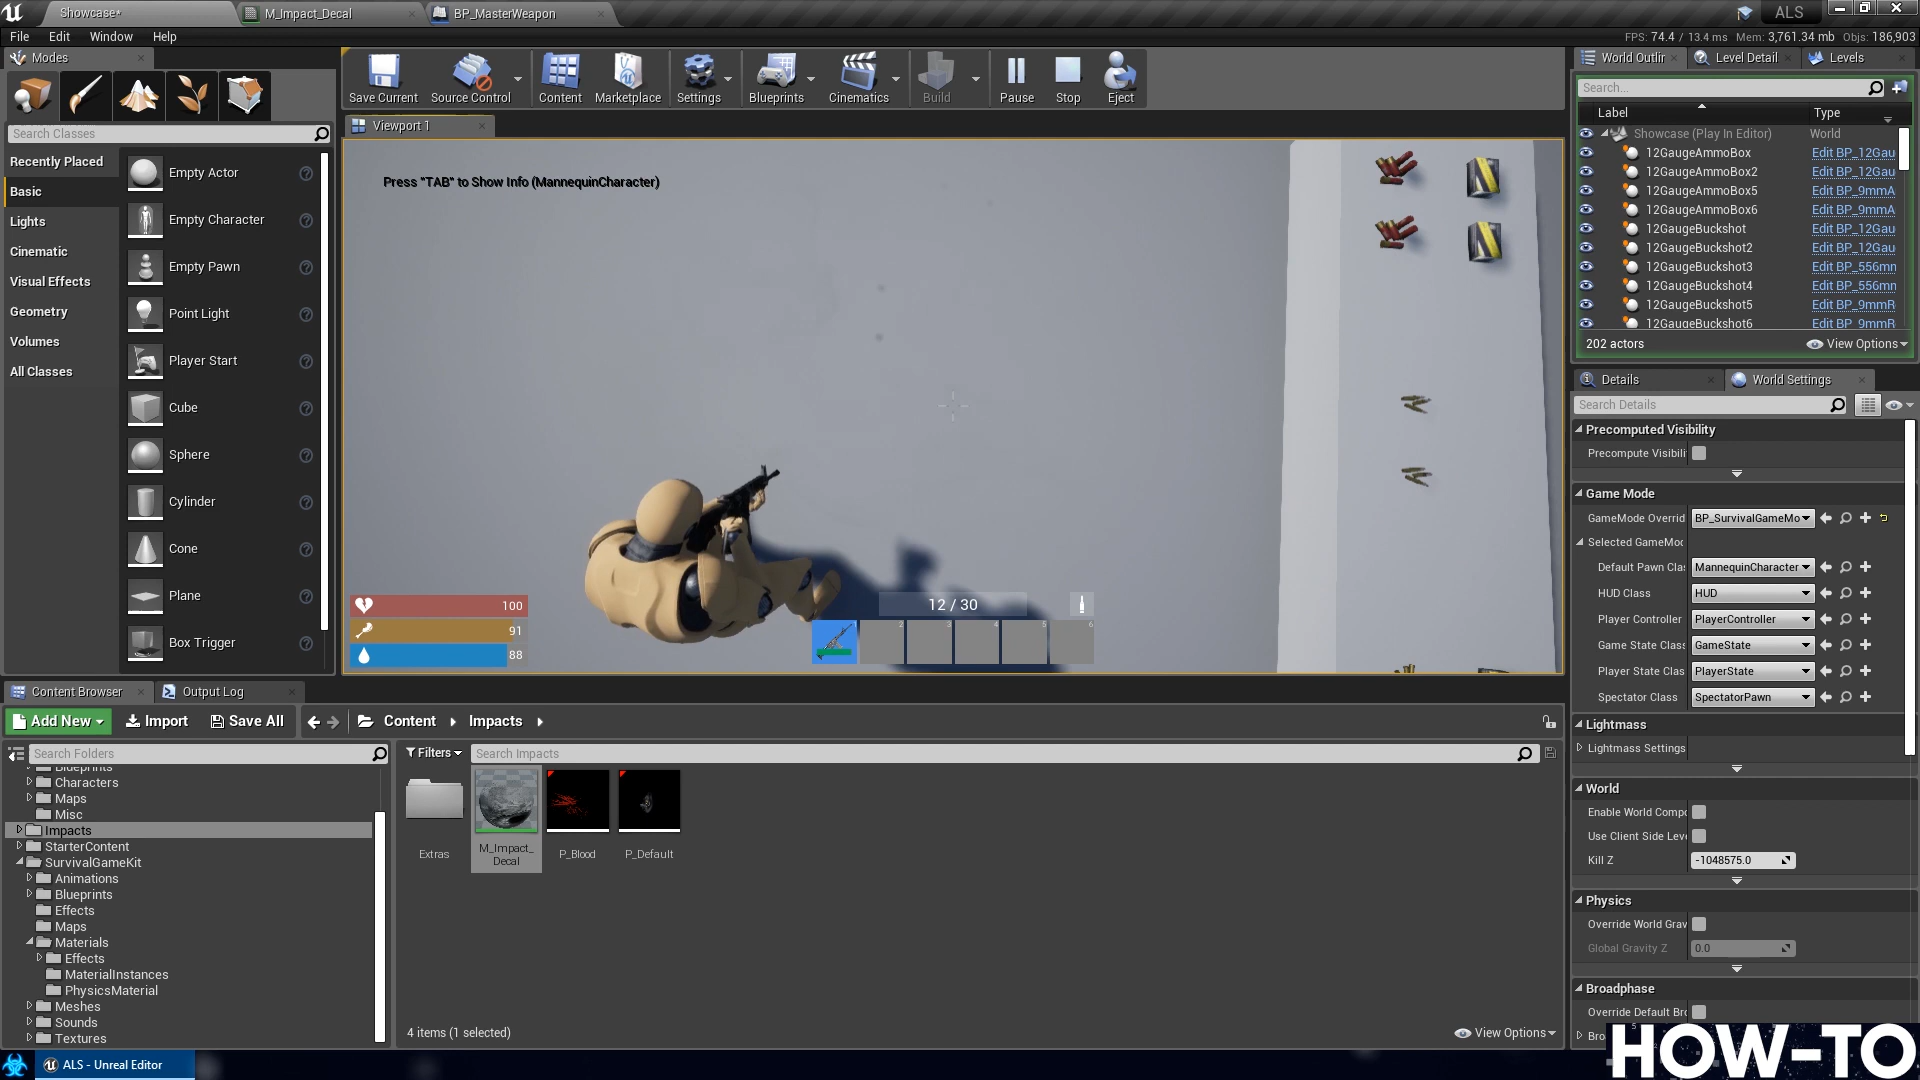 Showcase*
M_Impact_Decal
BP_MasterWeapon
ALS
File Edit Window Help
FPS: 74.4 / 13.4 ms Mem: 3,761.34 mb Objs: 186,903
Modes
Search Classes
Recently Placed
Basic
Lights
Cinematic
Visual Effects
Geometry
Volumes
All Classes
Empty Actor
Empty Character
Empty Pawn
Point Light
Player Start
Cube
Sphere
Cylinder
Cone
Plane
Box Trigger
Save Current
Source Control
Content
Marketplace
Settings
Blueprints
Cinematics
Build
Pause
Stop
Eject
Viewport 1
Press "TAB" to Show Info (MannequinCharacter)
100
91
88
12 / 30
2 3 4 5 6
World Outlir
Level Detail
Levels
Search...
Label Type
Showcase (Play In Editor) World
12GaugeAmmoBox Edit BP_12Gau
12GaugeAmmoBox2 Edit BP_12Gau
12GaugeAmmoBox5 Edit BP_9mmA
12GaugeAmmoBox6 Edit BP_9mmA
12GaugeBuckshot Edit BP_12Gau
12GaugeBuckshot2 Edit BP_12Gau
12GaugeBuckshot3 Edit BP_556mn
12GaugeBuckshot4 Edit BP_556mn
12GaugeBuckshot5 Edit BP_9mmR
12GaugeBuckshot6 Edit BP_9mmR
202 actors
View Options
Details
World Settings
Search Details
Precomputed Visibility
Precompute Visibili
Game Mode
GameMode Overrid BP_SurvivalGameMo
Selected GameMoc
Default Pawn Clas MannequinCharacter
HUD Class HUD
Player Controller PlayerController
Game State Class GameState
Player State Clas PlayerState
Spectator Class SpectatorPawn
Lightmass
Lightmass Settings
World
Enable World Compo
Use Client Side Leve
Kill Z -1048575.0
Physics
Override World Grav
Global Gravity Z 0.0
Broadphase
Override Default Bro
Bro
Content Browser
Output Log
Add New
Import
Save All
Content
Impacts
Search Folders
Filters
Search Impacts
Blueprints
Characters
Maps
Misc
Impacts
StarterContent
SurvivalGameKit
Animations
Blueprints
Effects
Maps
Materials
Effects
MaterialInstances
PhysicsMaterial
Meshes
Sounds
Textures
Extras
M_Impact_
Decal
P_Blood
P_Default
4 items (1 selected)
View Options
ALS - Unreal Editor
HOW-TO